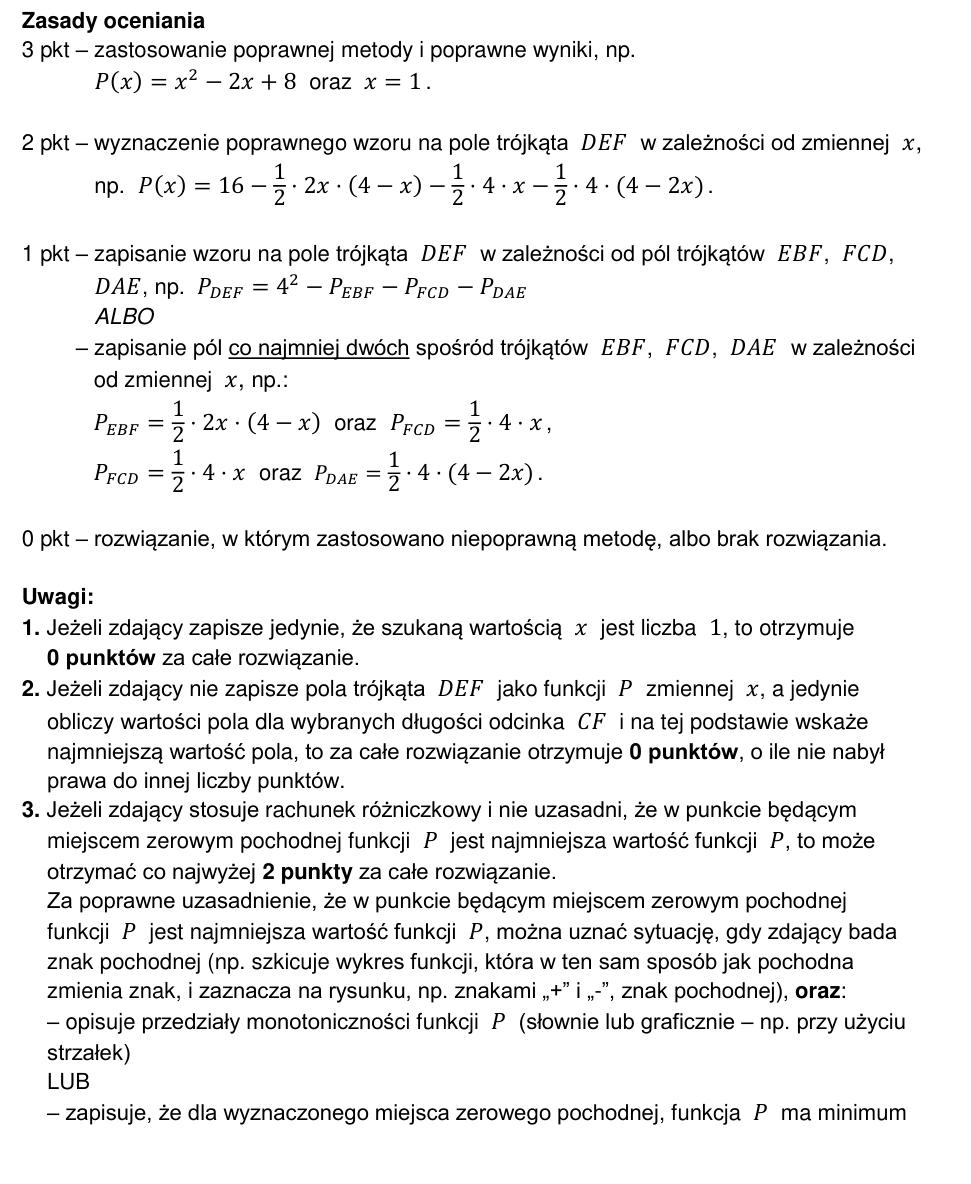 Zasady oceniania
3 pkt – zastosowanie poprawnej metody i poprawne wyniki, np.
P(x) = x² − 2x + 8 oraz x = 1.
2 pkt – wyznaczenie poprawnego wzoru na pole trójkąta DEF w zależności od zmiennej x,
np. P(x) = 16 − 1/2 · 2x · (4 − x) − 1/2 · 4 · x − 1/2 · 4 · (4 − 2x).
1 pkt – zapisanie wzoru na pole trójkąta DEF w zależności od pól trójkątów EBF, FCD,
DAE, np. P_DEF = 4² − P_EBF − P_FCD − P_DAE
ALBO
– zapisanie pól co najmniej dwóch spośród trójkątów EBF, FCD, DAE w zależności
od zmiennej x, np.:
P_EBF = 1/2 · 2x · (4 − x) oraz P_FCD = 1/2 · 4 · x,
P_FCD = 1/2 · 4 · x oraz P_DAE = 1/2 · 4 · (4 − 2x).
0 pkt – rozwiązanie, w którym zastosowano niepoprawną metodę, albo brak rozwiązania.
Uwagi:
1. Jeżeli zdający zapisze jedynie, że szukaną wartością x jest liczba 1, to otrzymuje
0 punktów za całe rozwiązanie.
2. Jeżeli zdający nie zapisze pola trójkąta DEF jako funkcji P zmiennej x, a jedynie
obliczy wartości pola dla wybranych długości odcinka CF i na tej podstawie wskaże
najmniejszą wartość pola, to za całe rozwiązanie otrzymuje 0 punktów, o ile nie nabył
prawa do innej liczby punktów.
3. Jeżeli zdający stosuje rachunek różniczkowy i nie uzasadni, że w punkcie będącym
miejscem zerowym pochodnej funkcji P jest najmniejsza wartość funkcji P, to może
otrzymać co najwyżej 2 punkty za całe rozwiązanie.
Za poprawne uzasadnienie, że w punkcie będącym miejscem zerowym pochodnej
funkcji P jest najmniejsza wartość funkcji P, można uznać sytuację, gdy zdający bada
znak pochodnej (np. szkicuje wykres funkcji, która w ten sam sposób jak pochodna
zmienia znak, i zaznacza na rysunku, np. znakami „+” i „-”, znak pochodnej), oraz:
– opisuje przedziały monotoniczności funkcji P (słownie lub graficznie – np. przy użyciu
strzałek)
LUB
– zapisuje, że dla wyznaczonego miejsca zerowego pochodnej, funkcja P ma minimum